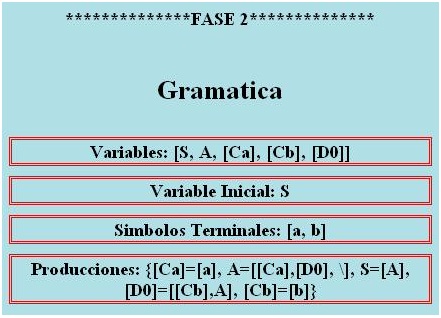 **************FASE 2**************
Gramatica
Variables: [S, A, [Ca], [Cb], [D0]]
Variable Inicial: S
Simbolos Terminales: [a, b]
Producciones: {[Ca]=[a], A=[[Ca],[D0], \], S=[A],
[D0]=[[Cb],A], [Cb]=[b]}